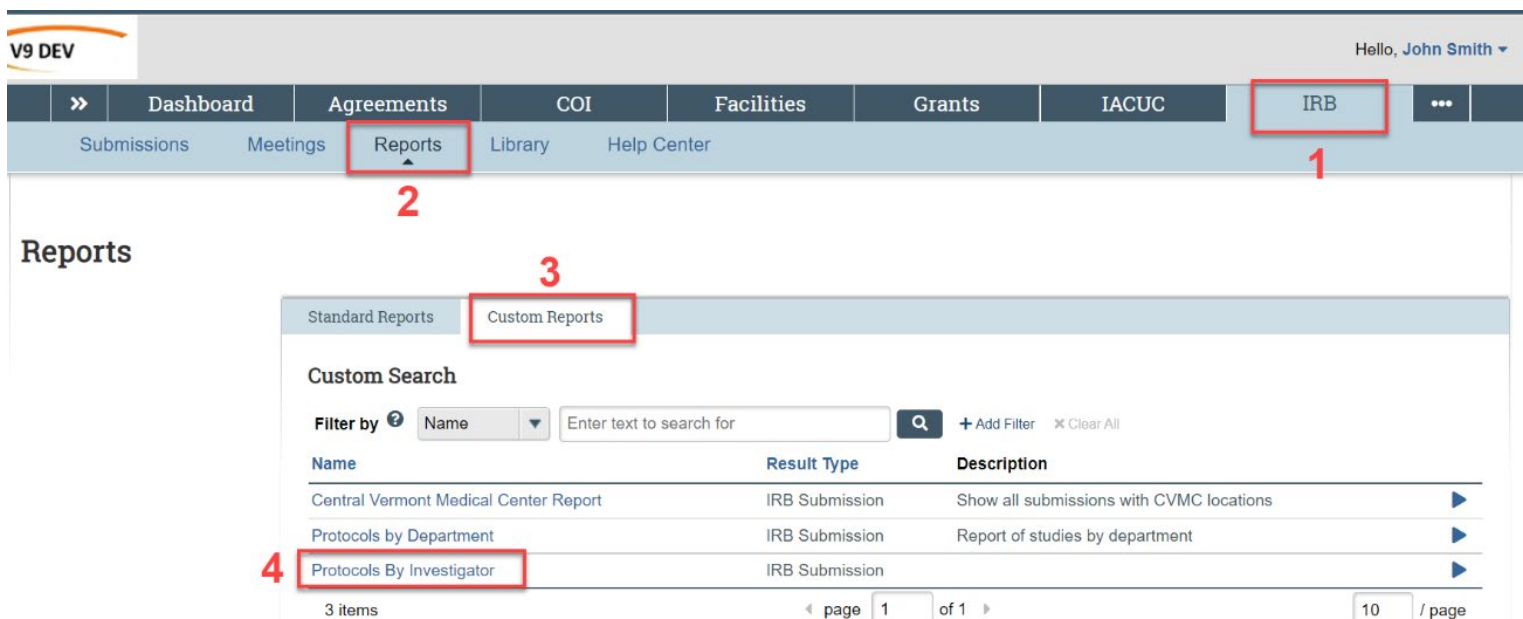 V9 DEV
Hello, John Smith
Dashboard Agreements COI Facilities Grants IACUC IRB •••
Submissions Meetings Reports Library Help Center
1
2
Reports
3
Standard Reports Custom Reports
Custom Search
Filter by ? Name Enter text to search for + Add Filter × Clear All
Name Result Type Description
Central Vermont Medical Center Report IRB Submission Show all submissions with CVMC locations
Protocols by Department IRB Submission Report of studies by department
4 Protocols By Investigator IRB Submission
3 items page 1 of 1 10 / page